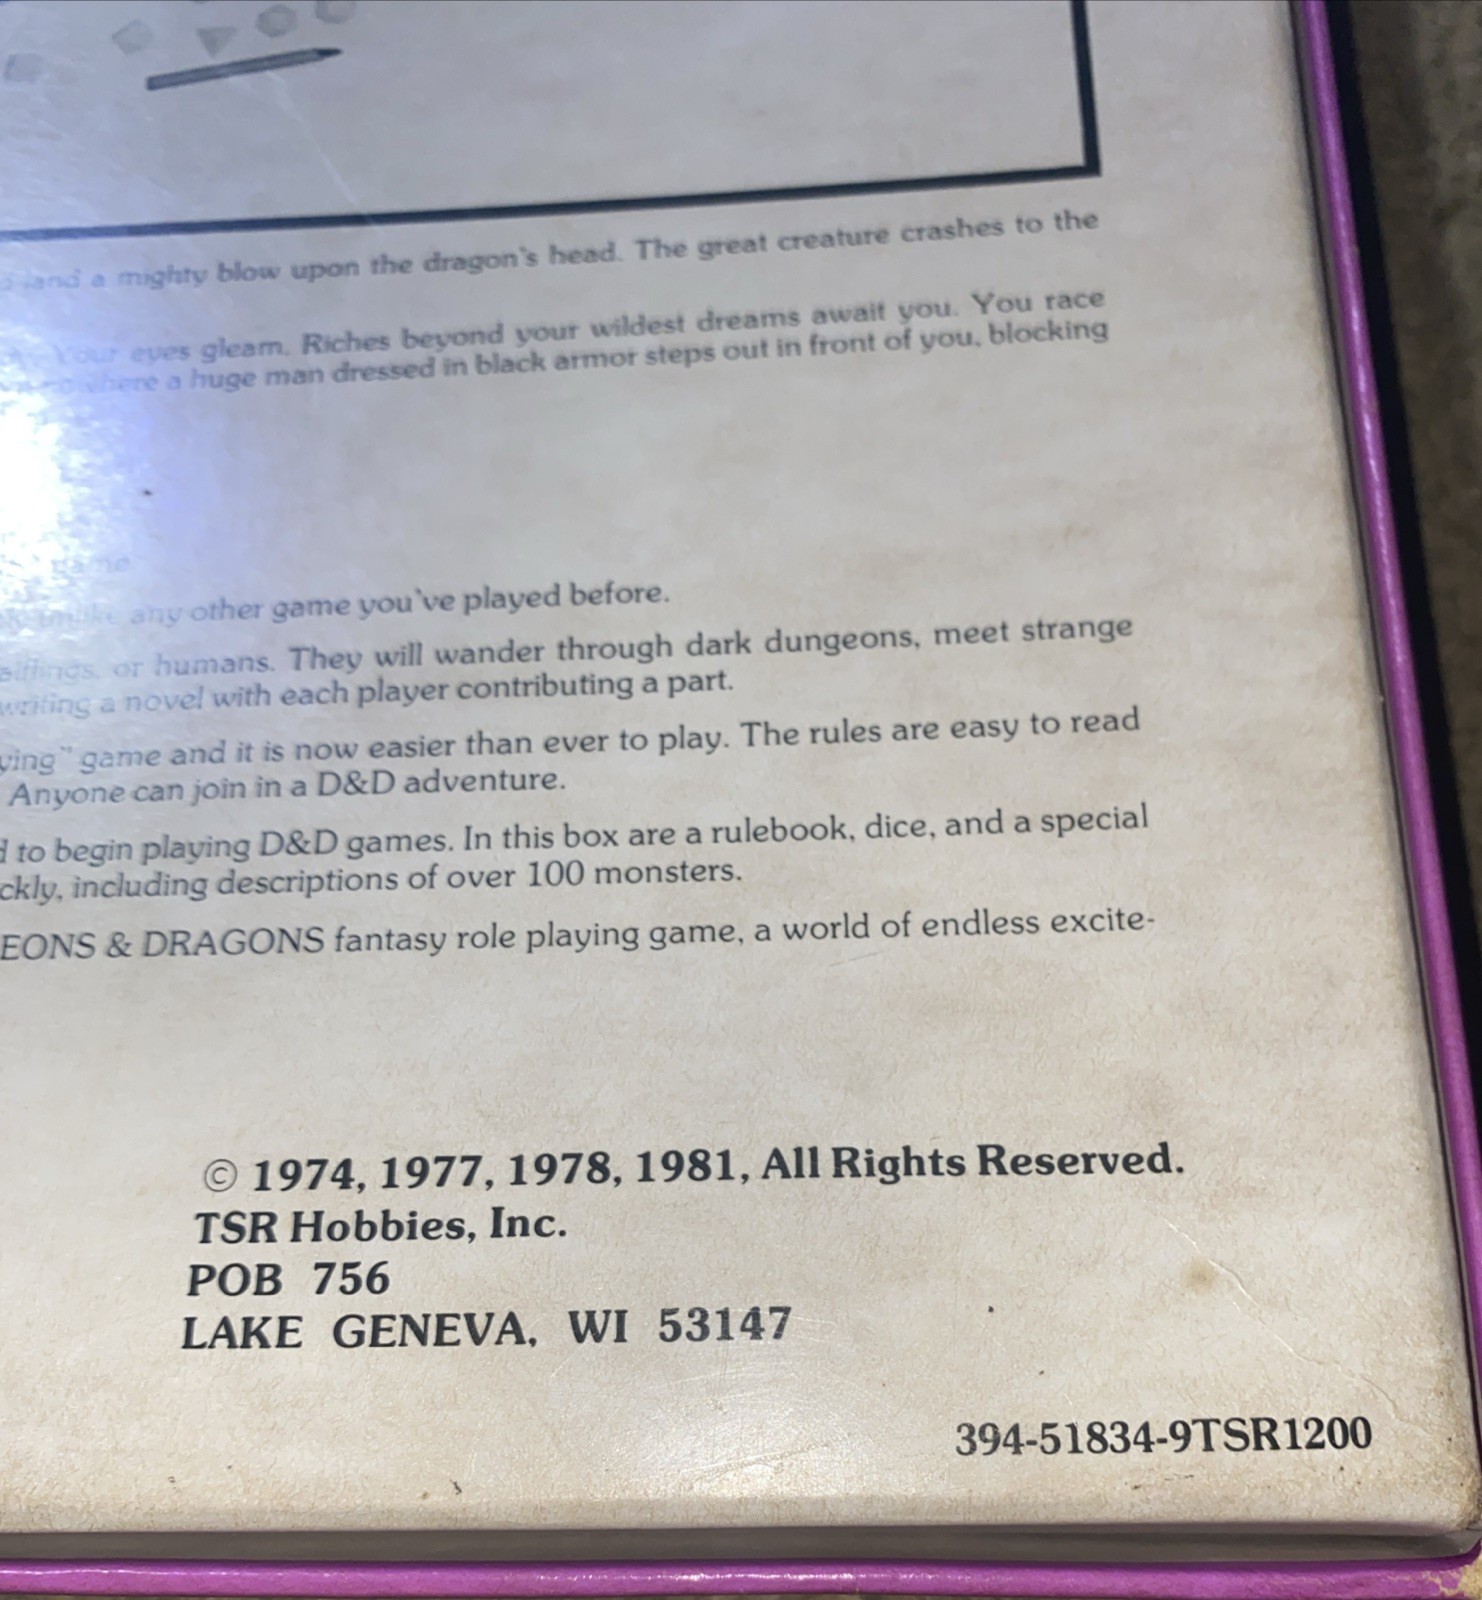 land a mighty blow upon the dragon's head. The great creature crashes to the
Your eyes gleam. Riches beyond your wildest dreams await you. You race
where a huge man dressed in black armor steps out in front of you, blocking
game
any other game you've played before.
or humans. They will wander through dark dungeons, meet strange
writing a novel with each player contributing a part.
ying" game and it is now easier than ever to play. The rules are easy to read
Anyone can join in a D&D adventure.
to begin playing D&D games. In this box are a rulebook, dice, and a special
ckly, including descriptions of over 100 monsters.
EONS & DRAGONS fantasy role playing game, a world of endless excite-
© 1974, 1977, 1978, 1981, All Rights Reserved.
TSR Hobbies, Inc.
POB 756
LAKE GENEVA, WI 53147
394-51834-9TSR1200